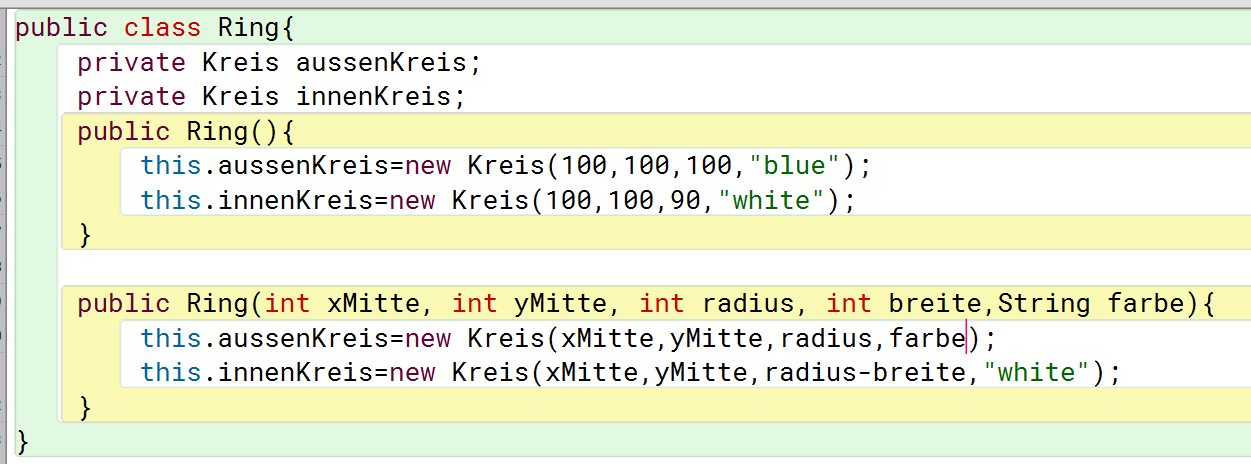 public class Ring{
private Kreis aussenKreis;
private Kreis innenKreis;
public Ring(){
this.aussenKreis=new Kreis(100,100,100,"blue");
this.innenKreis=new Kreis(100,100,90,"white");
}
public Ring(int xMitte, int yMitte, int radius, int breite,String farbe){
this.aussenKreis=new Kreis(xMitte,yMitte,radius,farbe);
this.innenKreis=new Kreis(xMitte,yMitte,radius-breite,"white");
}
}